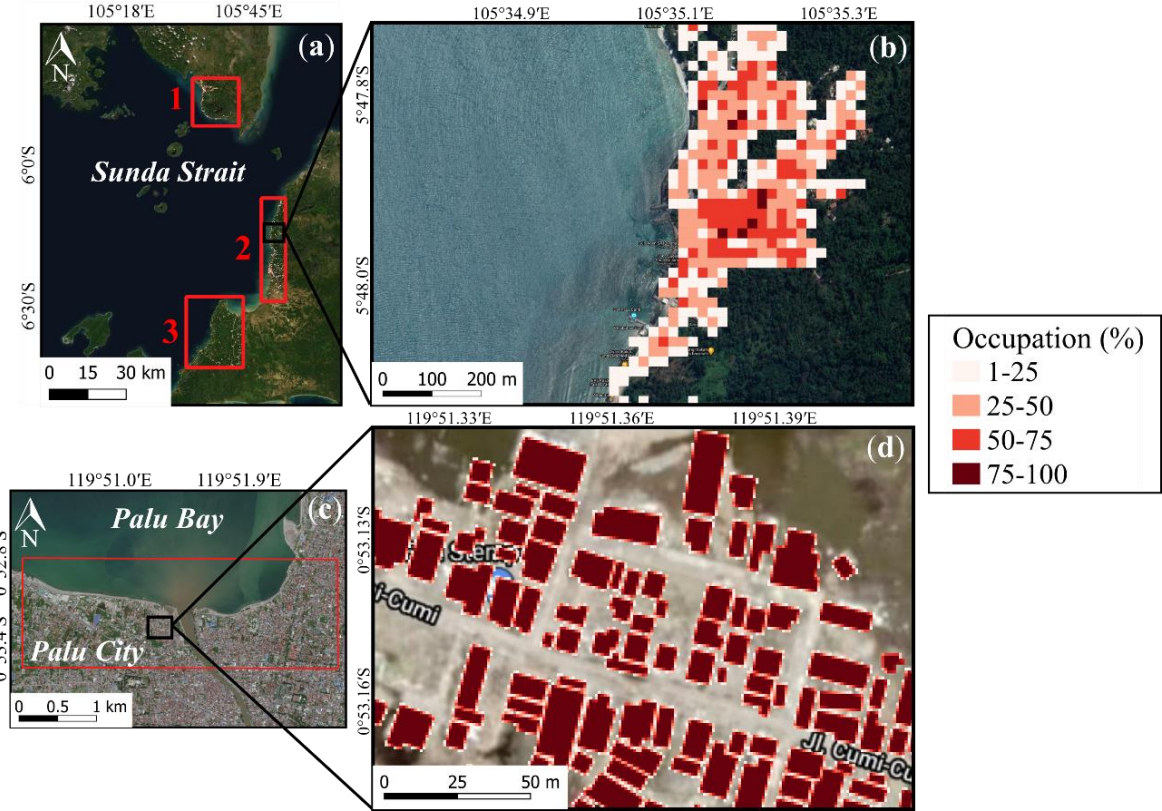 105°18′E 105°45′E
(a)
N
1
Sunda Strait
2
3
6°0′S
6°30′S
0 15 30 km
105°34.9′E 105°35.1′E 105°35.3′E
(b)
5°47.8′S
5°48.0′S
0 100 200 m
Occupation (%)
1-25
25-50
50-75
75-100
119°51.0′E 119°51.9′E
(c)
N
Palu Bay
Palu City
0 0.5 1 km
119°51.33′E 119°51.36′E 119°51.39′E
(d)
0°53.13′S
0°53.16′S
i-Cumi
Jl. Cumi-Cu
0 25 50 m